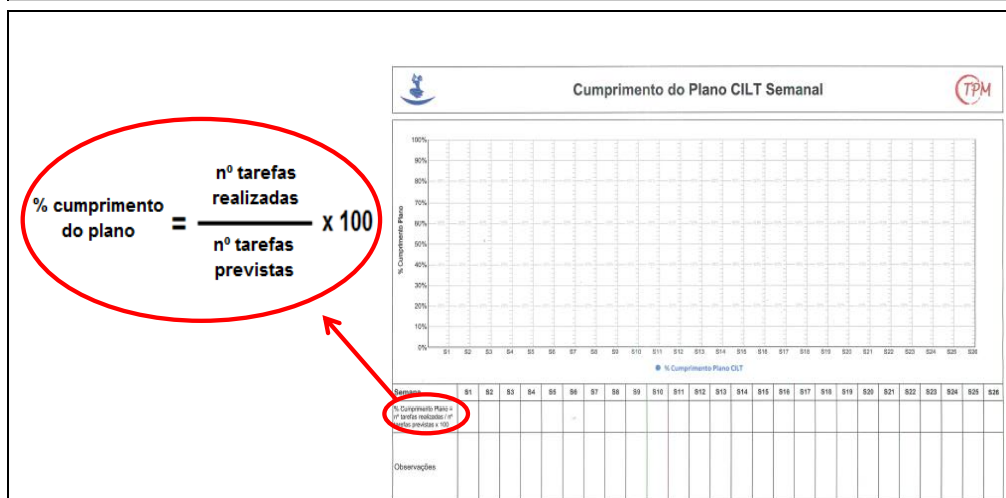 % cumprimento
do plano
=
nº tarefas
realizadas
nº tarefas
previstas
x 100
Cumprimento do Plano CILT Semanal
TPM
% Cumprimento Plano
100%
90%
80%
70%
60%
50%
40%
30%
20%
10%
0%
S1 S2 S3 S4 S5 S6 S7 S8 S9 S10 S11 S12 S13 S14 S15 S16 S17 S18 S19 S20 S21 S22 S23 S24 S25 S26
% Cumprimento Plano CILT
Semana S1 S2 S3 S4 S5 S6 S7 S8 S9 S10 S11 S12 S13 S14 S15 S16 S17 S18 S19 S20 S21 S22 S23 S24 S25 S26
% Cumprimento Plano =
nº tarefas realizadas / nº
tarefas previstas x 100
Observações